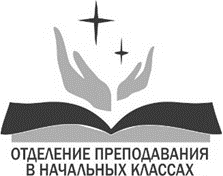 ОТДЕЛЕНИЕ ПРЕПОДАВАНИЯ
В НАЧАЛЬНЫХ КЛАССАХ